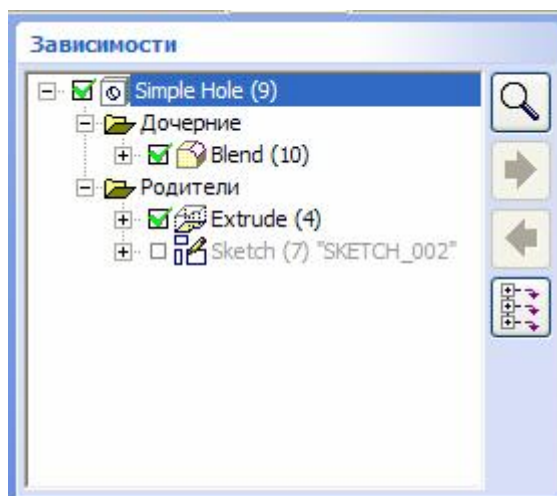 Зависимости
Simple Hole (9)
Дочерние
Blend (10)
Родители
Extrude (4)
Sketch (7) "SKETCH_002"